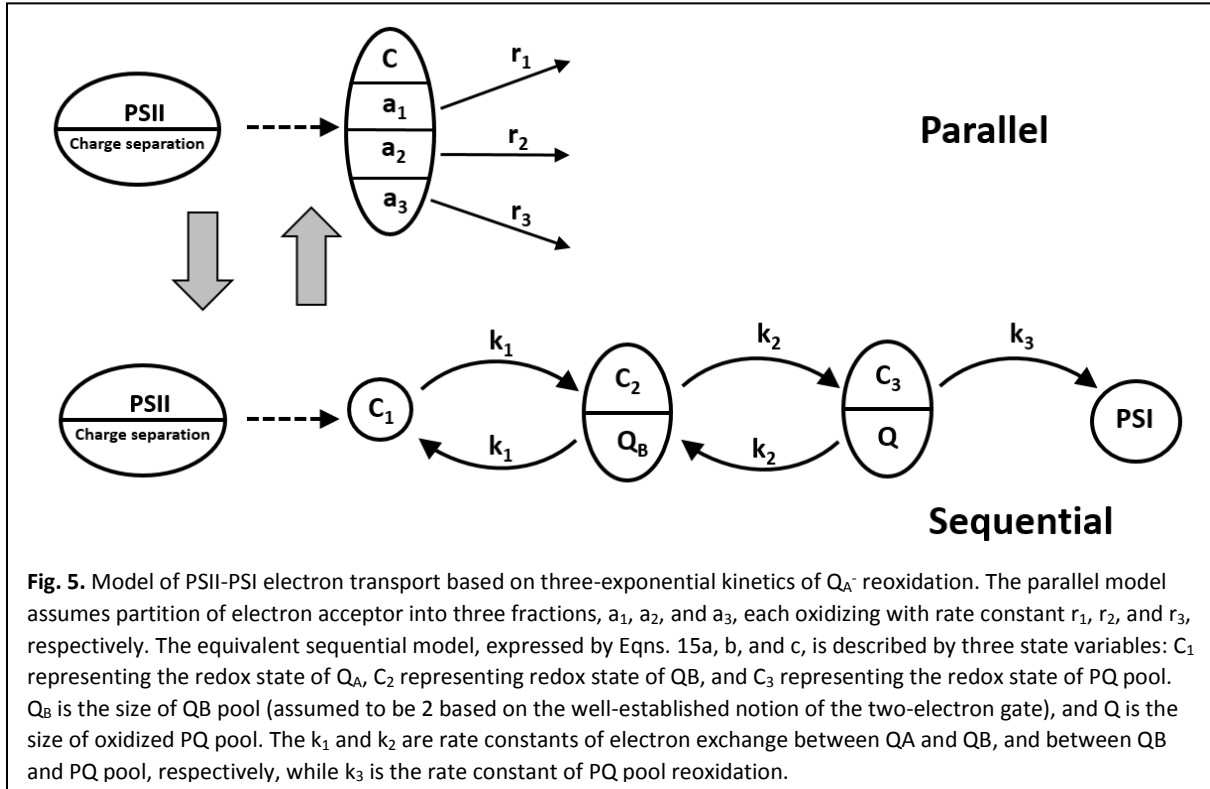 PSII
Charge separation
C
a₁
a₂
a₃
r₁
r₂
r₃
Parallel
PSII
Charge separation
C₁
k₁
k₁
C₂
Q_B
k₂
k₂
C₃
Q
k₃
PSI
Sequential
Fig. 5. Model of PSII-PSI electron transport based on three-exponential kinetics of Q_A⁻ reoxidation. The parallel model
assumes partition of electron acceptor into three fractions, a₁, a₂, and a₃, each oxidizing with rate constant r₁, r₂, and r₃,
respectively. The equivalent sequential model, expressed by Eqns. 15a, b, and c, is described by three state variables: C₁
representing the redox state of Q_A, C₂ representing redox state of QB, and C₃ representing the redox state of PQ pool.
Q_B is the size of QB pool (assumed to be 2 based on the well-established notion of the two-electron gate), and Q is the
size of oxidized PQ pool. The k₁ and k₂ are rate constants of electron exchange between QA and QB, and between QB
and PQ pool, respectively, while k₃ is the rate constant of PQ pool reoxidation.